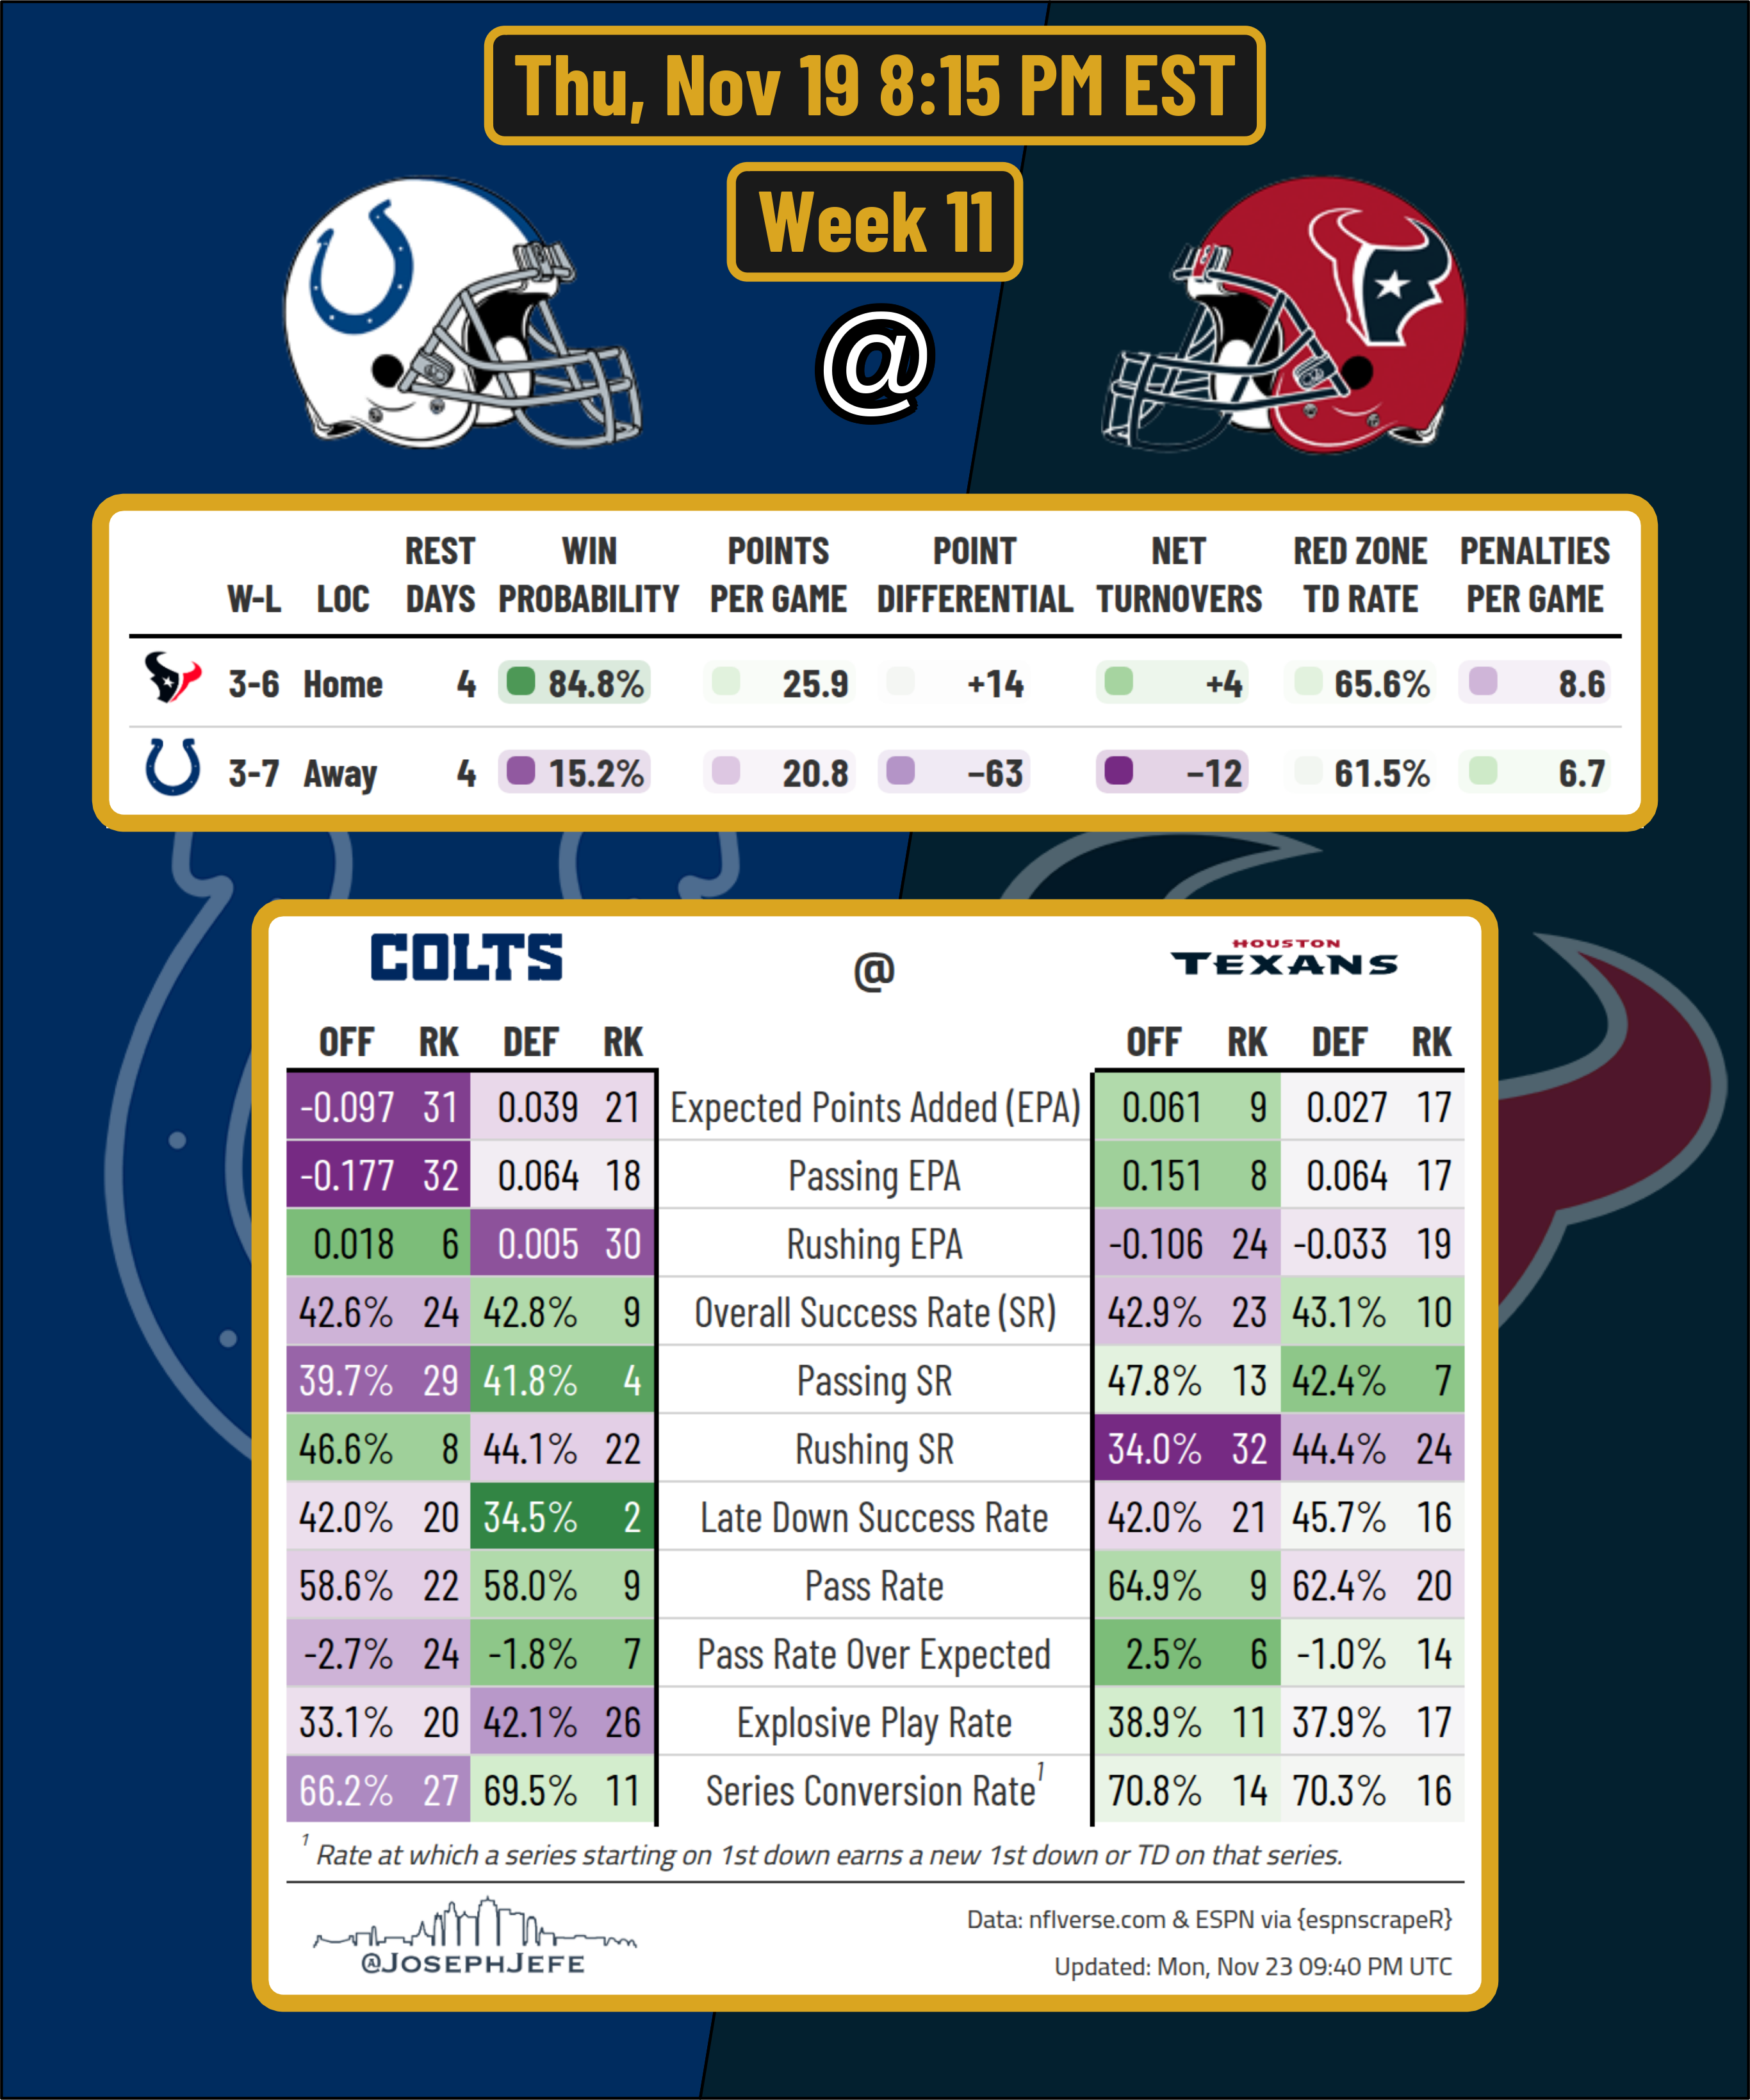 Thu, Nov 19 8:15 PM EST
Week 11
@
REST WIN POINTS POINT NET RED ZONE PENALTIES
W-L LOC DAYS PROBABILITY PER GAME DIFFERENTIAL TURNOVERS TD RATE PER GAME
3-6 Home 4 84.8% 25.9 +14 +4 65.6% 8.6
3-7 Away 4 15.2% 20.8 −63 −12 61.5% 6.7
COLTS @ HOUSTON TEXANS
OFF RK DEF RK OFF RK DEF RK
-0.097 31 0.039 21 Expected Points Added (EPA) 0.061 9 0.027 17
-0.177 32 0.064 18 Passing EPA 0.151 8 0.064 17
0.018 6 0.005 30 Rushing EPA -0.106 24 -0.033 19
42.6% 24 42.8% 9 Overall Success Rate (SR) 42.9% 23 43.1% 10
39.7% 29 41.8% 4 Passing SR 47.8% 13 42.4% 7
46.6% 8 44.1% 22 Rushing SR 34.0% 32 44.4% 24
42.0% 20 34.5% 2 Late Down Success Rate 42.0% 21 45.7% 16
58.6% 22 58.0% 9 Pass Rate 64.9% 9 62.4% 20
-2.7% 24 -1.8% 7 Pass Rate Over Expected 2.5% 6 -1.0% 14
33.1% 20 42.1% 26 Explosive Play Rate 38.9% 11 37.9% 17
66.2% 27 69.5% 11 Series Conversion Rate1 70.8% 14 70.3% 16
1 Rate at which a series starting on 1st down earns a new 1st down or TD on that series.
@JOSEPHJEFE
Data: nflverse.com & ESPN via {espnscrapeR}
Updated: Mon, Nov 23 09:40 PM UTC